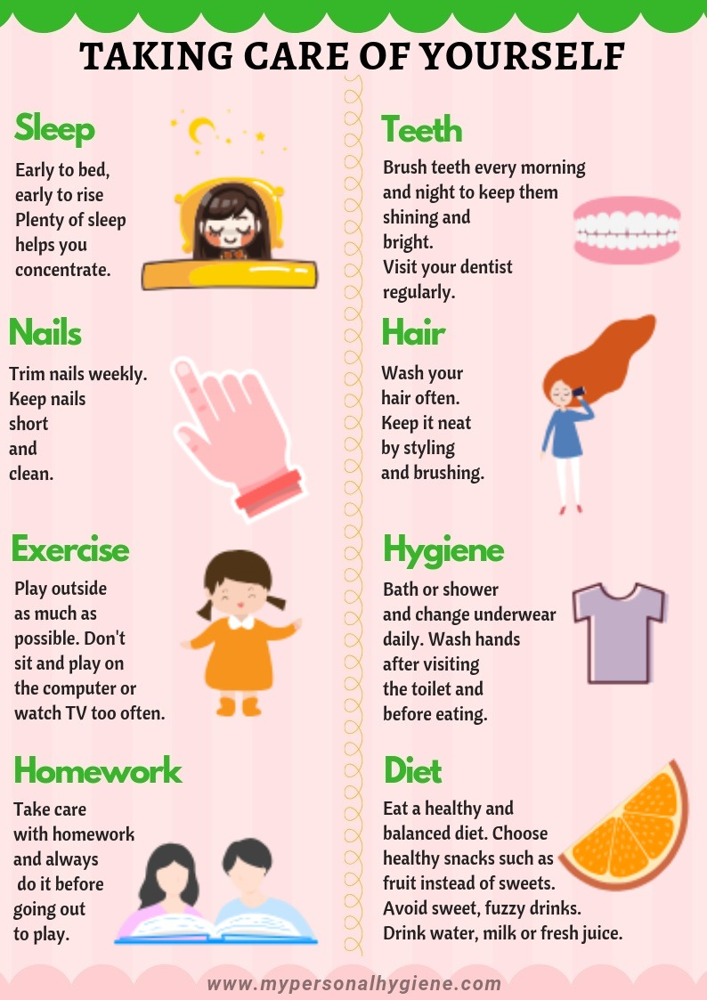 TAKING CARE OF YOURSELF
Sleep
Early to bed,
early to rise
Plenty of sleep
helps you
concentrate.
Teeth
Brush teeth every morning
and night to keep them
shining and
bright.
Visit your dentist
regularly.
Nails
Trim nails weekly.
Keep nails
short
and
clean.
Hair
Wash your
hair often.
Keep it neat
by styling
and brushing.
Exercise
Play outside
as much as
possible. Don't
sit and play on
the computer or
watch TV too often.
Hygiene
Bath or shower
and change underwear
daily. Wash hands
after visiting
the toilet and
before eating.
Homework
Take care
with homework
and always
do it before
going out
to play.
Diet
Eat a healthy and
balanced diet. Choose
healthy snacks such as
fruit instead of sweets.
Avoid sweet, fuzzy drinks.
Drink water, milk or fresh juice.
www.mypersonalhygiene.com